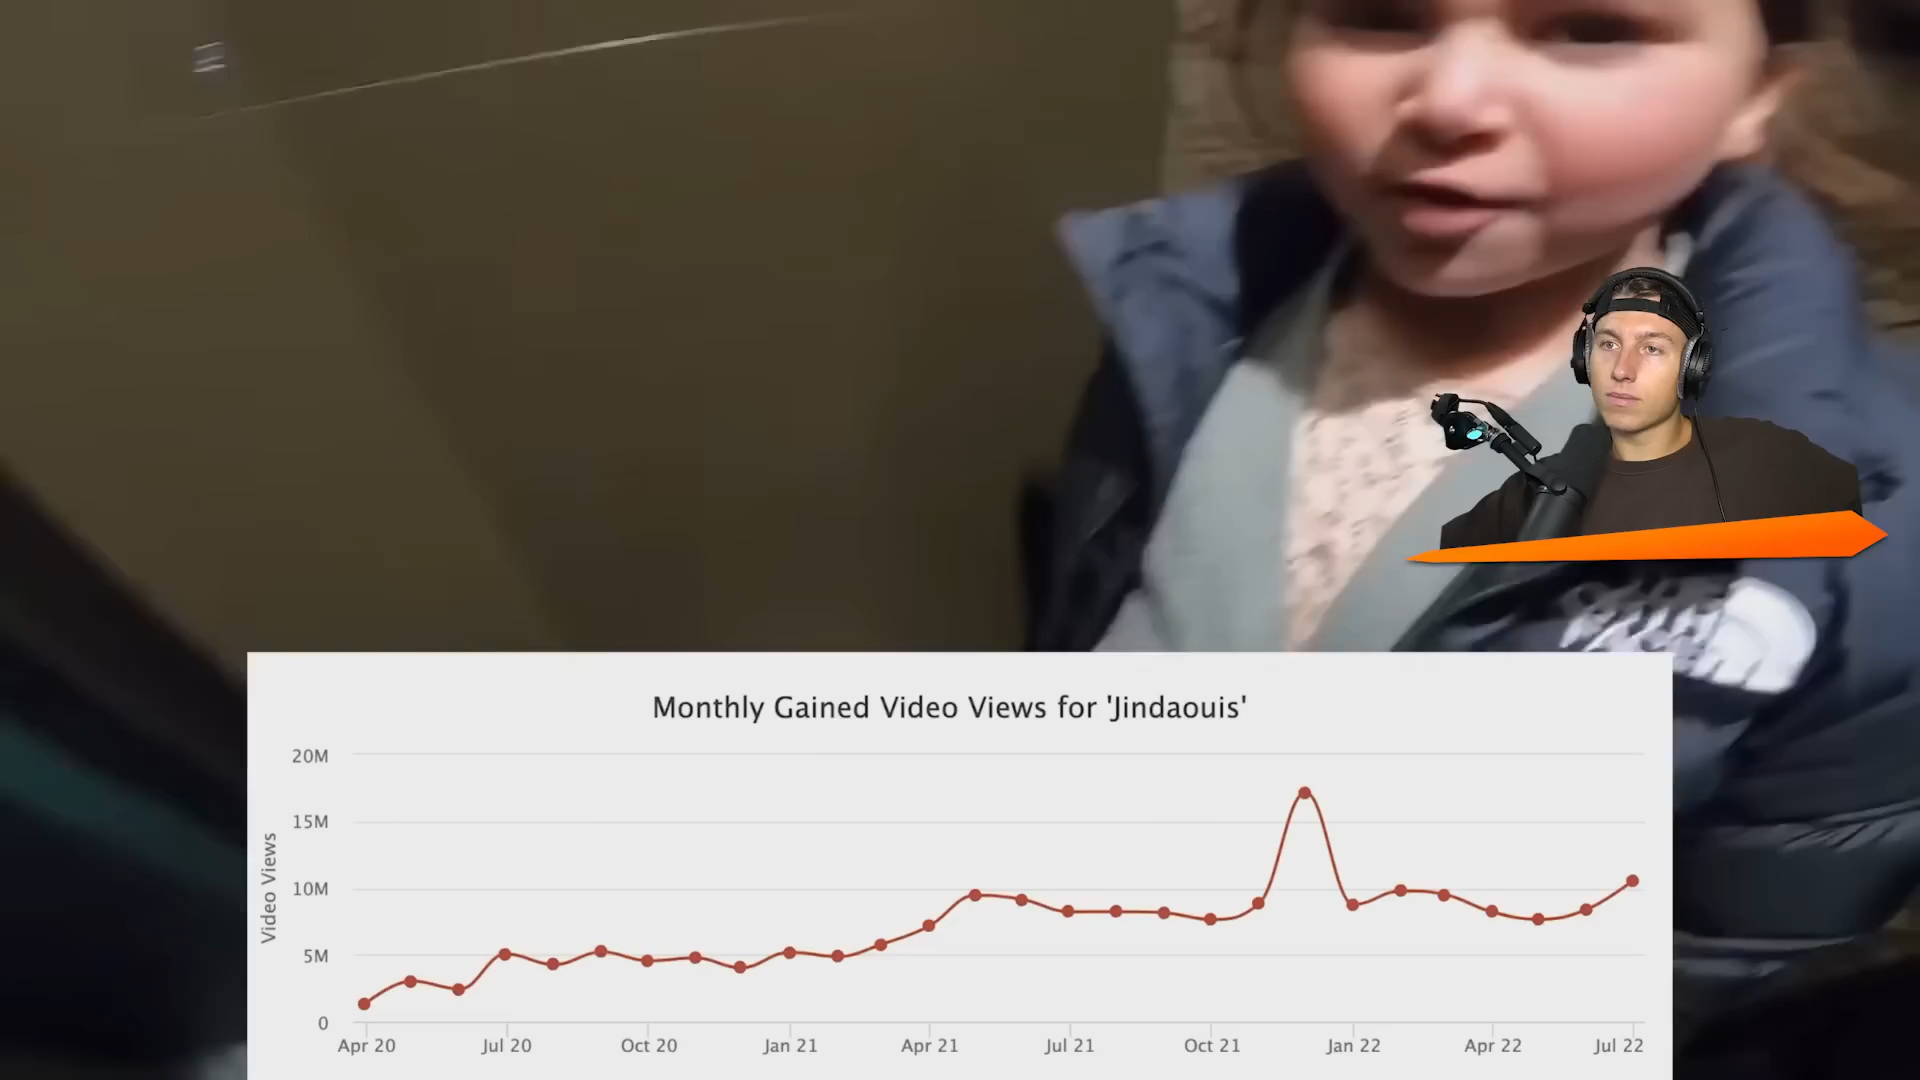 Monthly Gained Video Views for 'Jindaouis'
20M
15M
10M
5M
0
Video Views
Apr 20 Jul 20 Oct 20 Jan 21 Apr 21 Jul 21 Oct 21 Jan 22 Apr 22 Jul 22